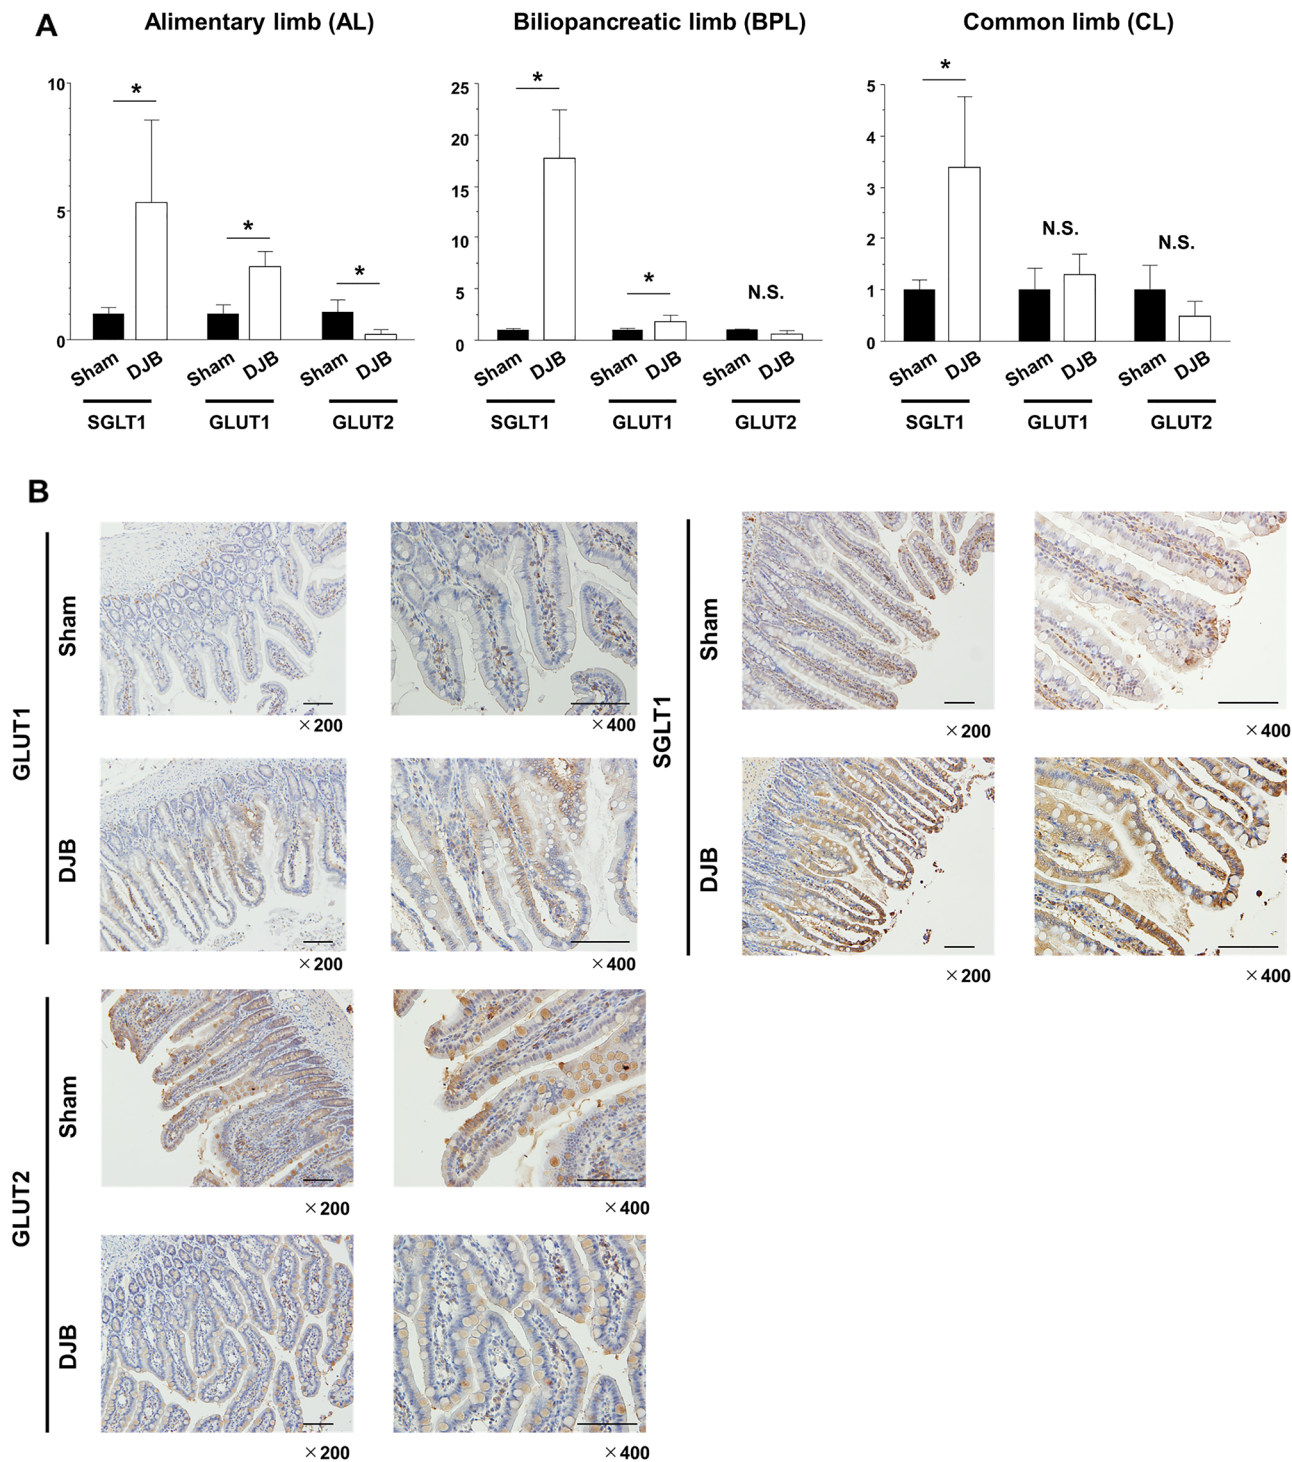 A
Alimentary limb (AL)
Biliopancreatic limb (BPL)
Common limb (CL)
10
5
0
*
*
*
Sham
DJB
Sham
DJB
Sham
DJB
SGLT1
GLUT1
GLUT2
25
20
15
10
5
0
*
*
N.S.
Sham
DJB
Sham
DJB
Sham
DJB
SGLT1
GLUT1
GLUT2
5
4
3
2
1
0
*
N.S.
N.S.
Sham
DJB
Sham
DJB
Sham
DJB
SGLT1
GLUT1
GLUT2
B
GLUT1
Sham
×200
×400
DJB
×200
×400
SGLT1
Sham
×200
×400
DJB
×200
×400
GLUT2
Sham
×200
×400
DJB
×200
×400